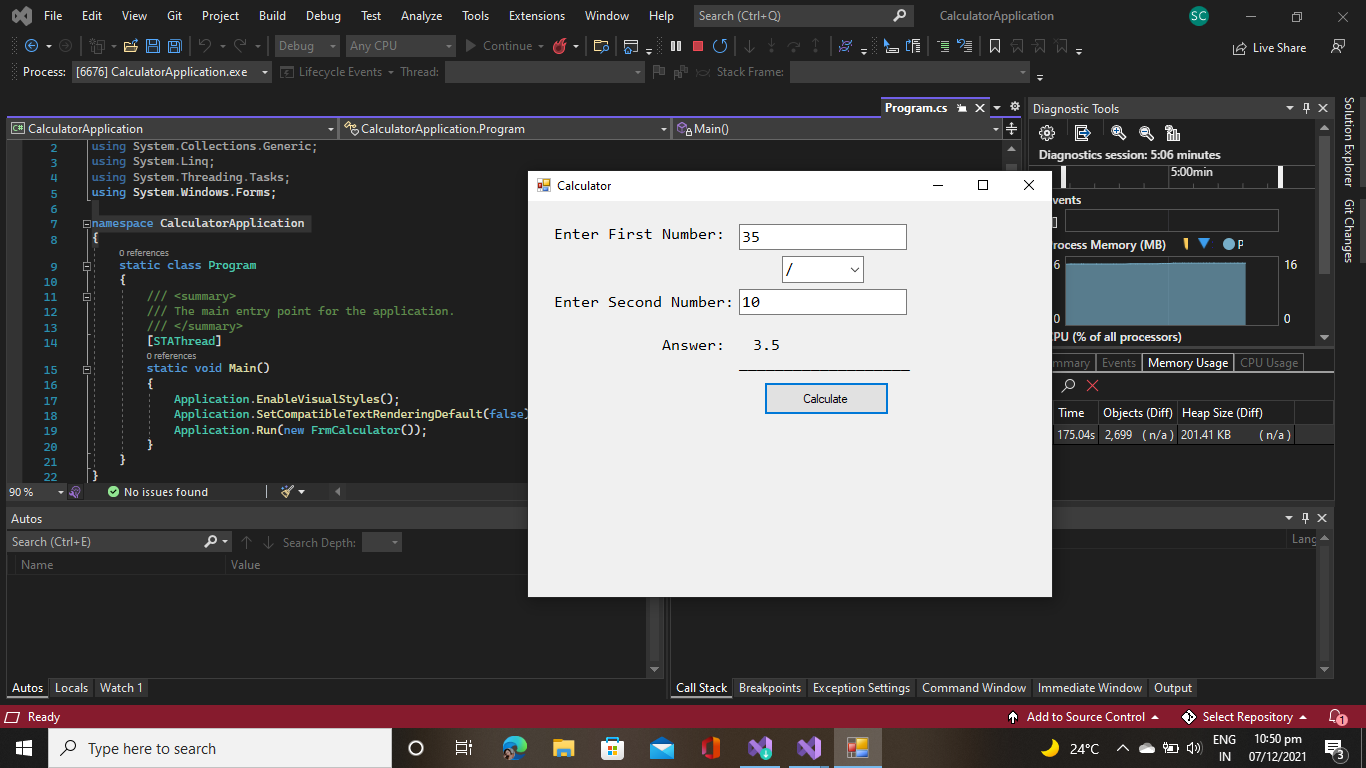 File Edit View Git Project Build Debug Test Analyze Tools Extensions Window Help Search (Ctrl+Q) CalculatorApplication SC
Debug Any CPU Continue Live Share
Process: [6676] CalculatorApplication.exe Lifecycle Events Thread: Stack Frame:
Program.cs
CalculatorApplication CalculatorApplication.Program Main()
2 using System.Collections.Generic;
3 using System.Linq;
4 using System.Threading.Tasks;
5 using System.Windows.Forms;
6
7 namespace CalculatorApplication
8 {
0 references
9 static class Program
10 {
11 /// <summary>
12 /// The main entry point for the application.
13 /// </summary>
14 [STAThread]
0 references
15 static void Main()
16 {
17 Application.EnableVisualStyles();
18 Application.SetCompatibleTextRenderingDefault(false)
19 Application.Run(new FrmCalculator());
20 }
21 }
22 }
90 % No issues found
Calculator
Enter First Number: 35
/
Enter Second Number: 10
Answer: 3.5
Calculate
Diagnostic Tools
Diagnostics session: 5:06 minutes
5:00min
vents
rocess Memory (MB) P
6 16
0 0
CPU (% of all processors)
mmary Events Memory Usage CPU Usage
Time Objects (Diff) Heap Size (Diff)
175.04s 2,699 ( n/a ) 201.41 KB ( n/a )
Solution Explorer
Git Changes
Autos
Search (Ctrl+E) Search Depth:
Name Value
Lang
Autos Locals Watch 1
Call Stack Breakpoints Exception Settings Command Window Immediate Window Output
Ready Add to Source Control Select Repository 1
Type here to search 24°C ENG IN 10:50 pm 07/12/2021 3